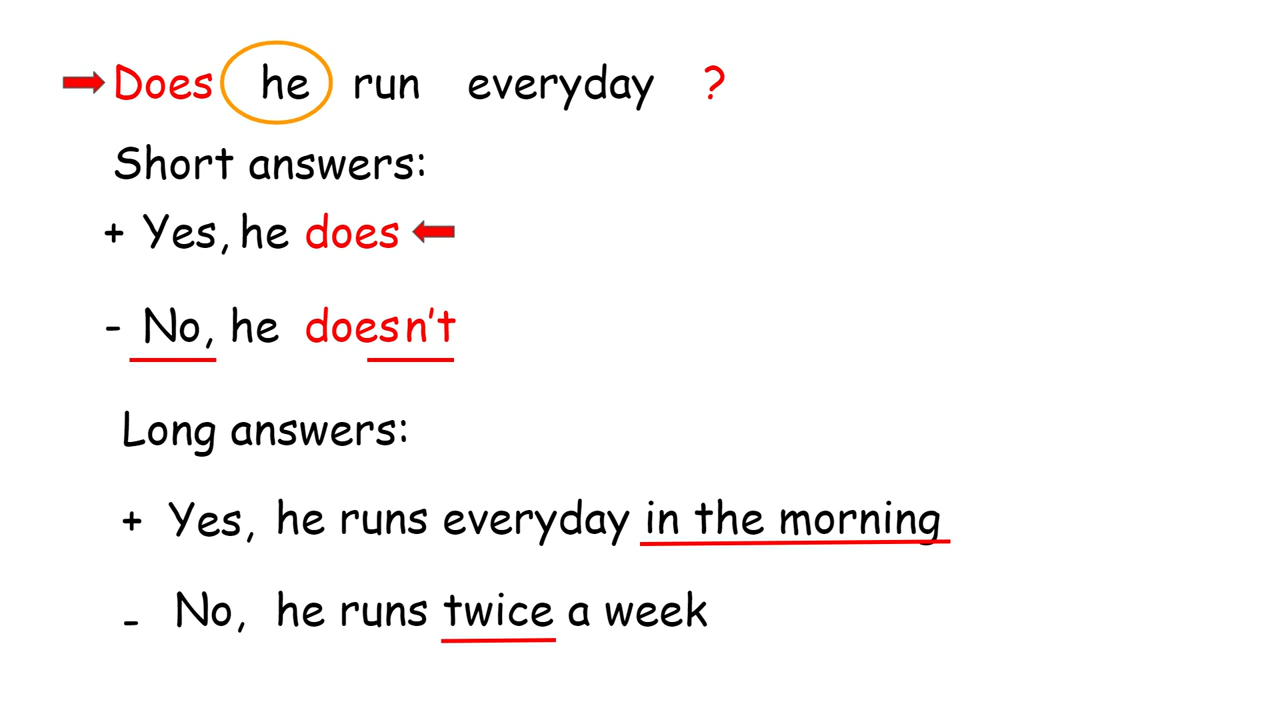 Does he run everyday ?
Short answers:
+ Yes, he does
- No, he doesn't
Long answers:
+ Yes, he runs everyday in the morning
- No, he runs twice a week